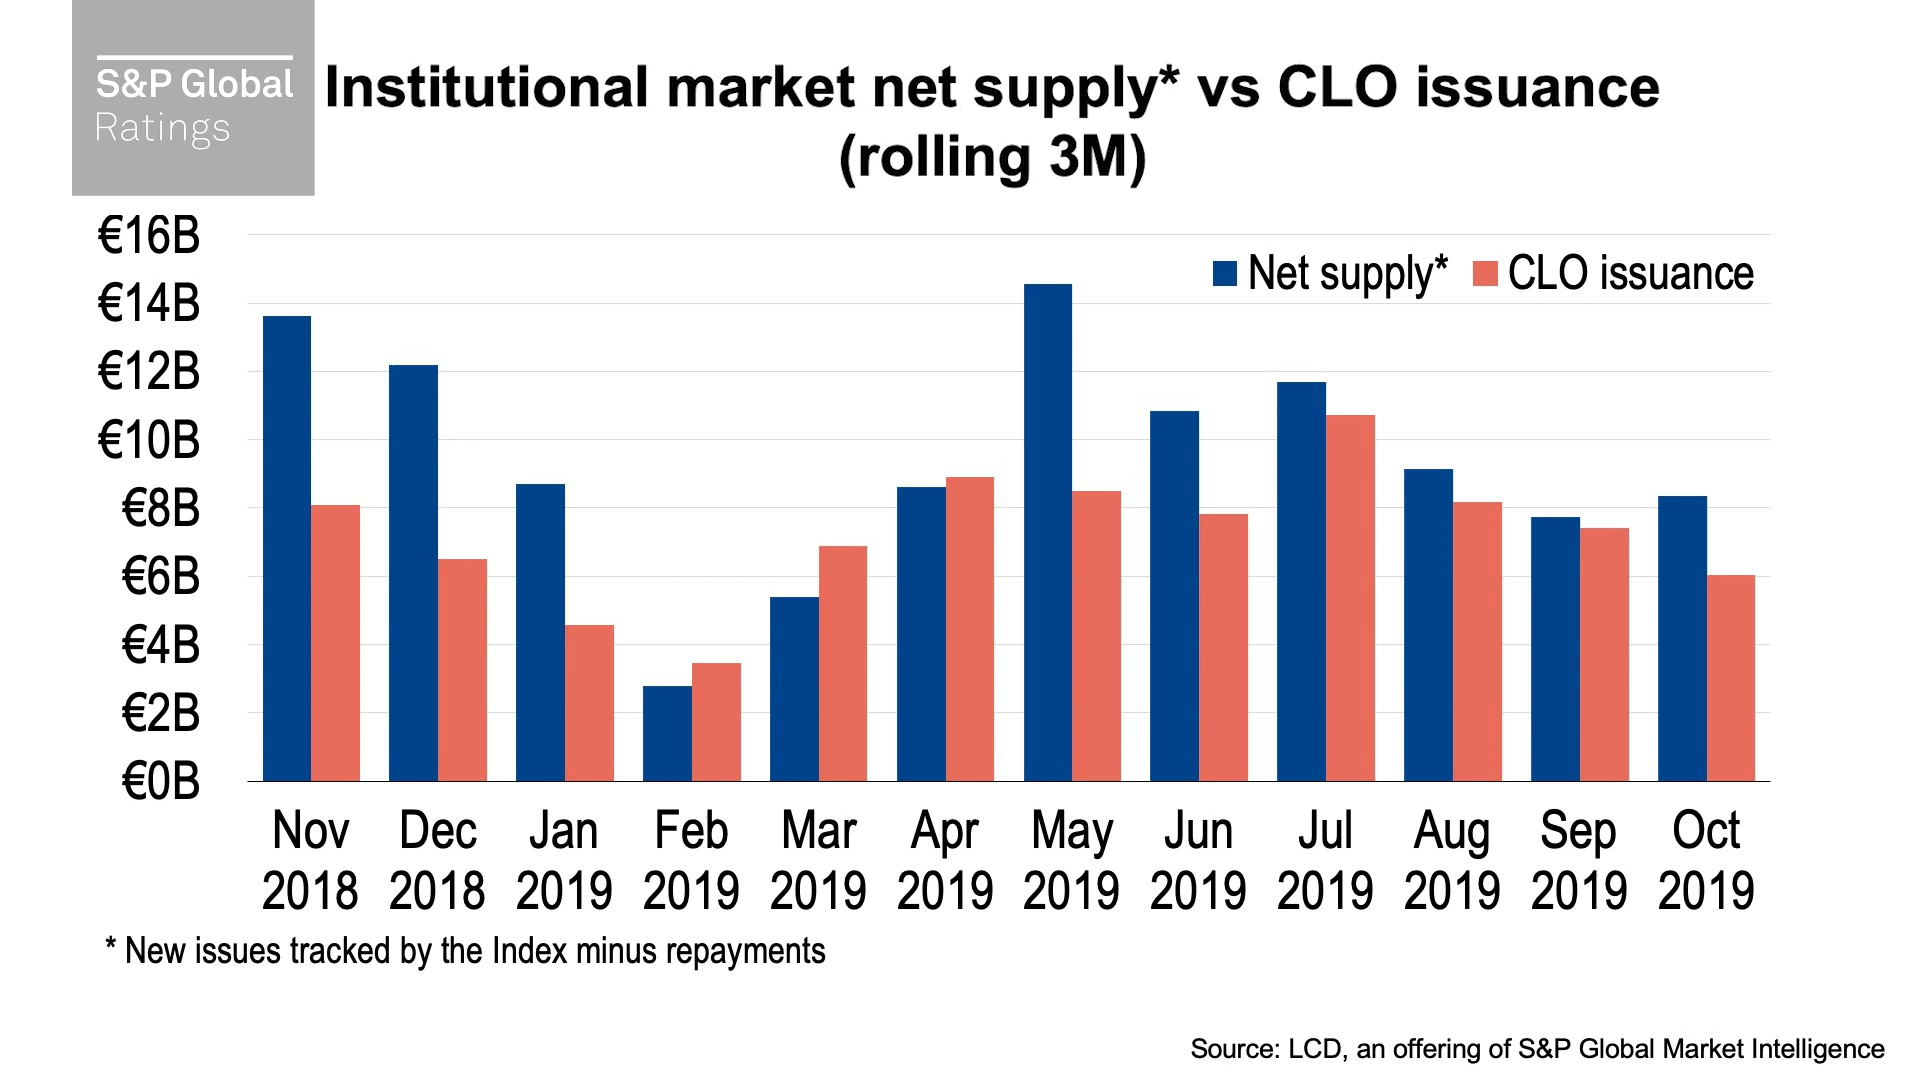 S&P Global
Ratings
Institutional market net supply* vs CLO issuance
(rolling 3M)
€16B
€14B
€12B
€10B
€8B
€6B
€4B
€2B
€0B
Net supply* CLO issuance
Nov Dec Jan Feb Mar Apr May Jun Jul Aug Sep Oct
2018 2018 2019 2019 2019 2019 2019 2019 2019 2019 2019 2019
* New issues tracked by the Index minus repayments
Source: LCD, an offering of S&P Global Market Intelligence